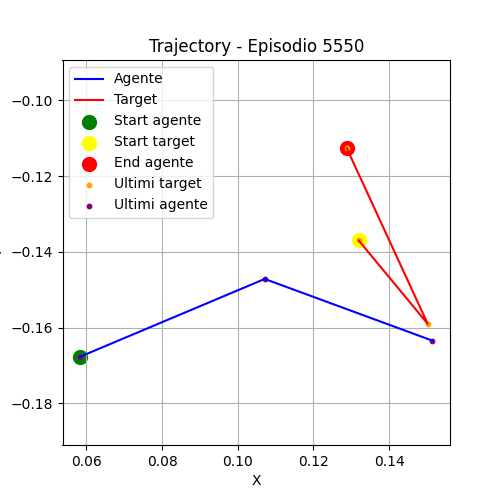 Trajectory - Episodio 5550
Agente
Target
Start agente
Start target
End agente
Ultimi target
Ultimi agente
−0.10
−0.12
−0.14
−0.16
−0.18
0.06
0.08
0.10
0.12
0.14
X